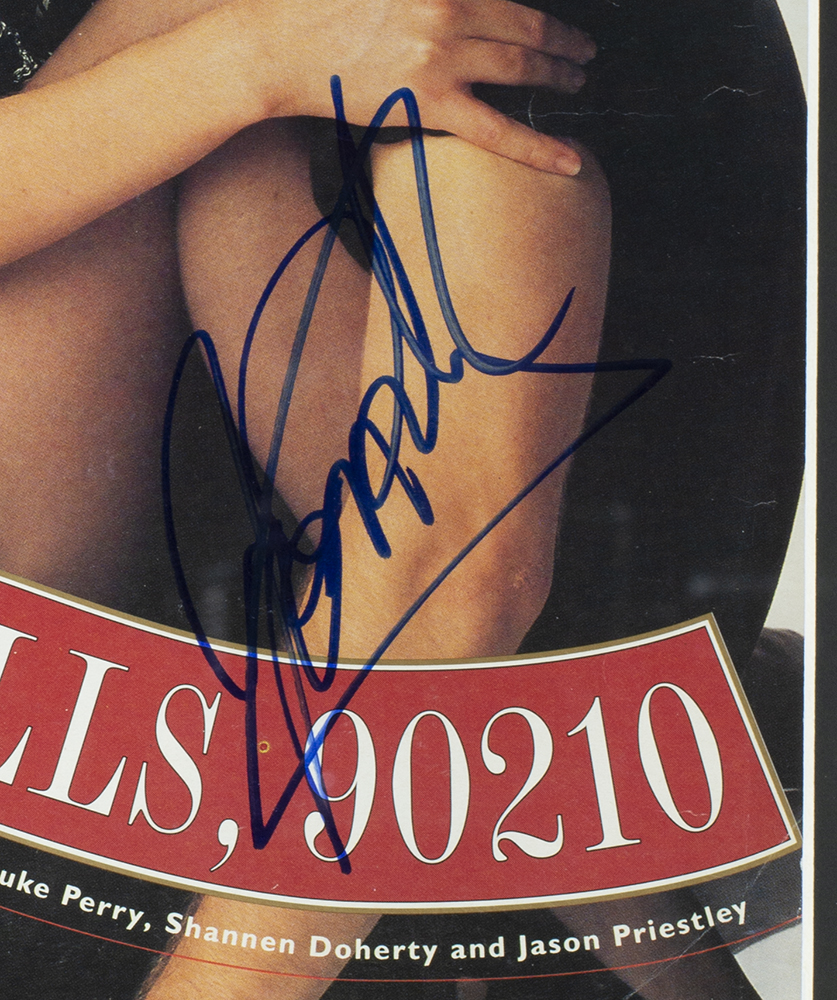 LLS, 90210
uke Perry, Shannen Doherty and Jason Priestley